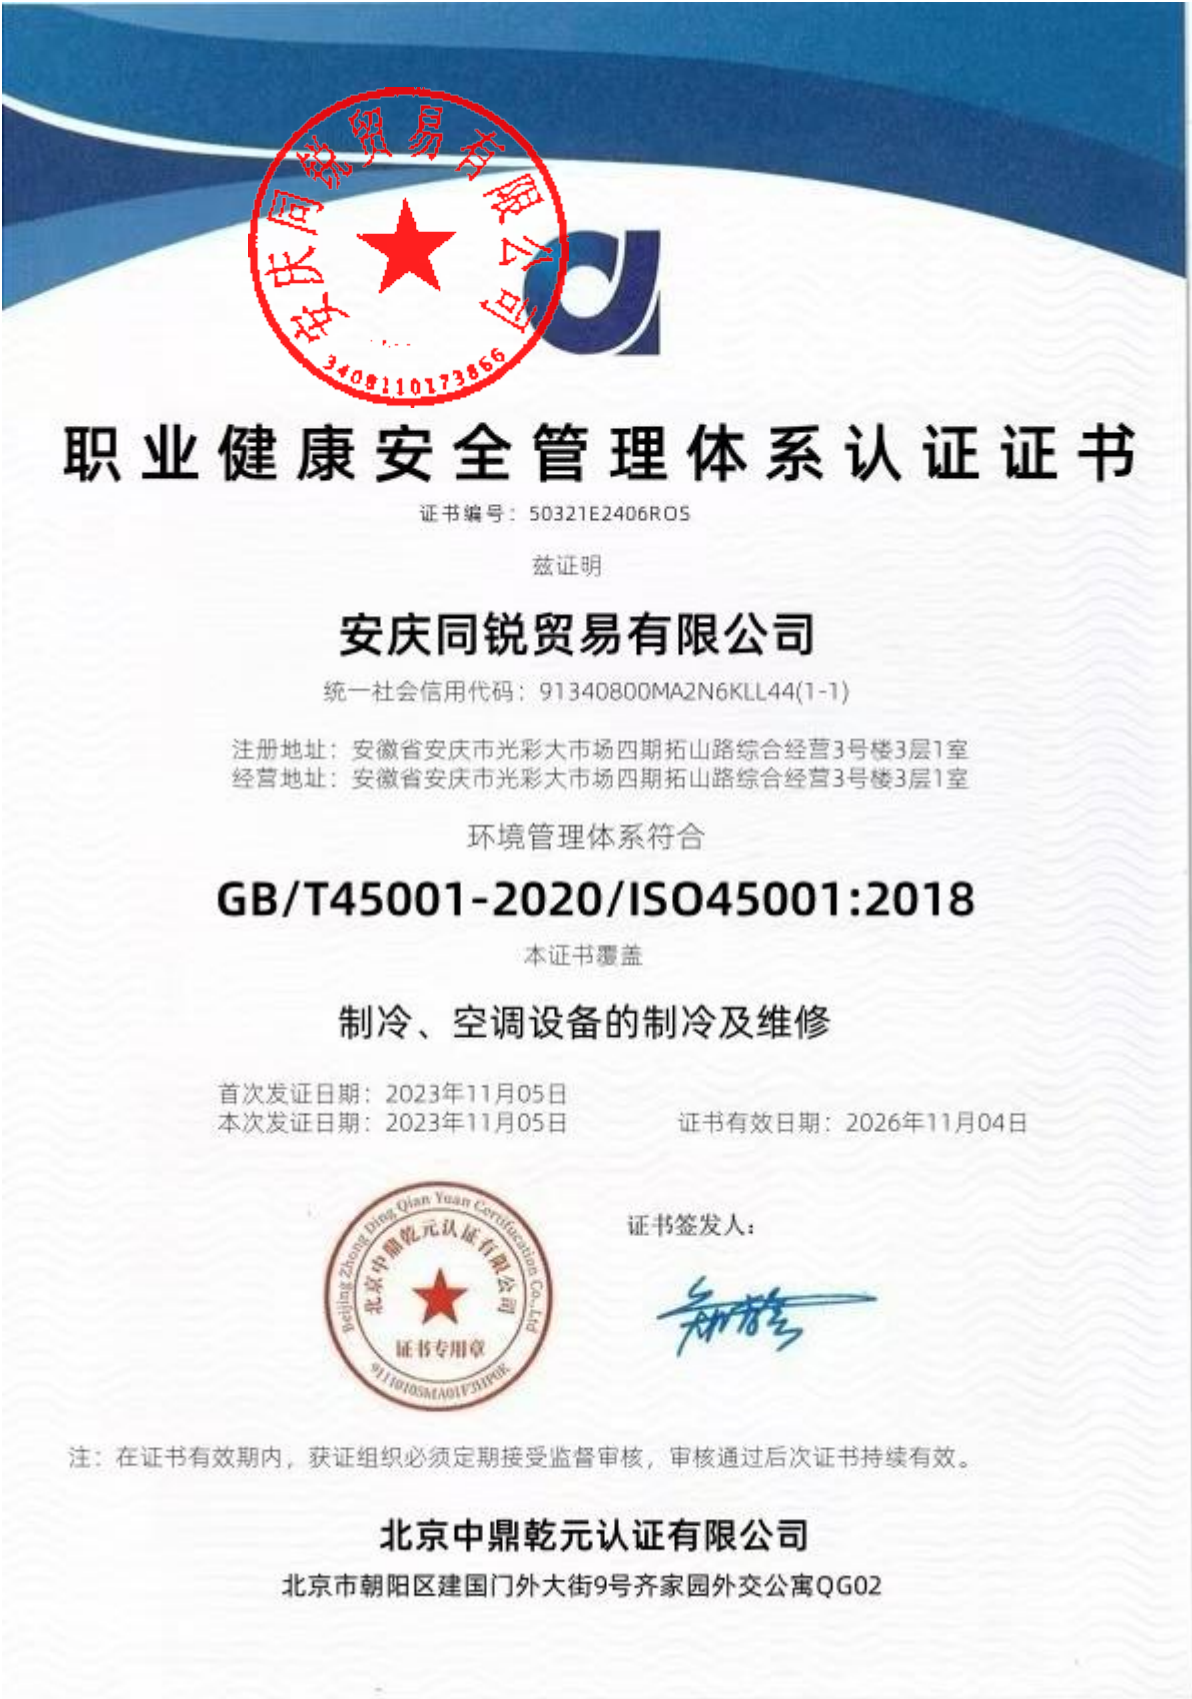 安庆同锐贸易有限公司
3408110173866
职业健康安全管理体系认证证书
证书编号：50321E2406ROS
兹证明
安庆同锐贸易有限公司
统一社会信用代码：91340800MA2N6KLL44(1-1)
注册地址：安徽省安庆市光彩大市场四期拓山路综合经营3号楼3层1室
经营地址：安徽省安庆市光彩大市场四期拓山路综合经营3号楼3层1室
环境管理体系符合
GB/T45001-2020/ISO45001:2018
本证书覆盖
制冷、空调设备的制冷及维修
首次发证日期：2023年11月05日
本次发证日期：2023年11月05日 证书有效日期：2026年11月04日
Beijing Zhong Ding Qian Yuan Certifucation Co.,Ltd
北京中鼎乾元认证有限公司
证书专用章
证书签发人：
注：在证书有效期内，获证组织必须定期接受监督审核，审核通过后次证书持续有效。
北京中鼎乾元认证有限公司
北京市朝阳区建国门外大街9号齐家园外交公寓QG02